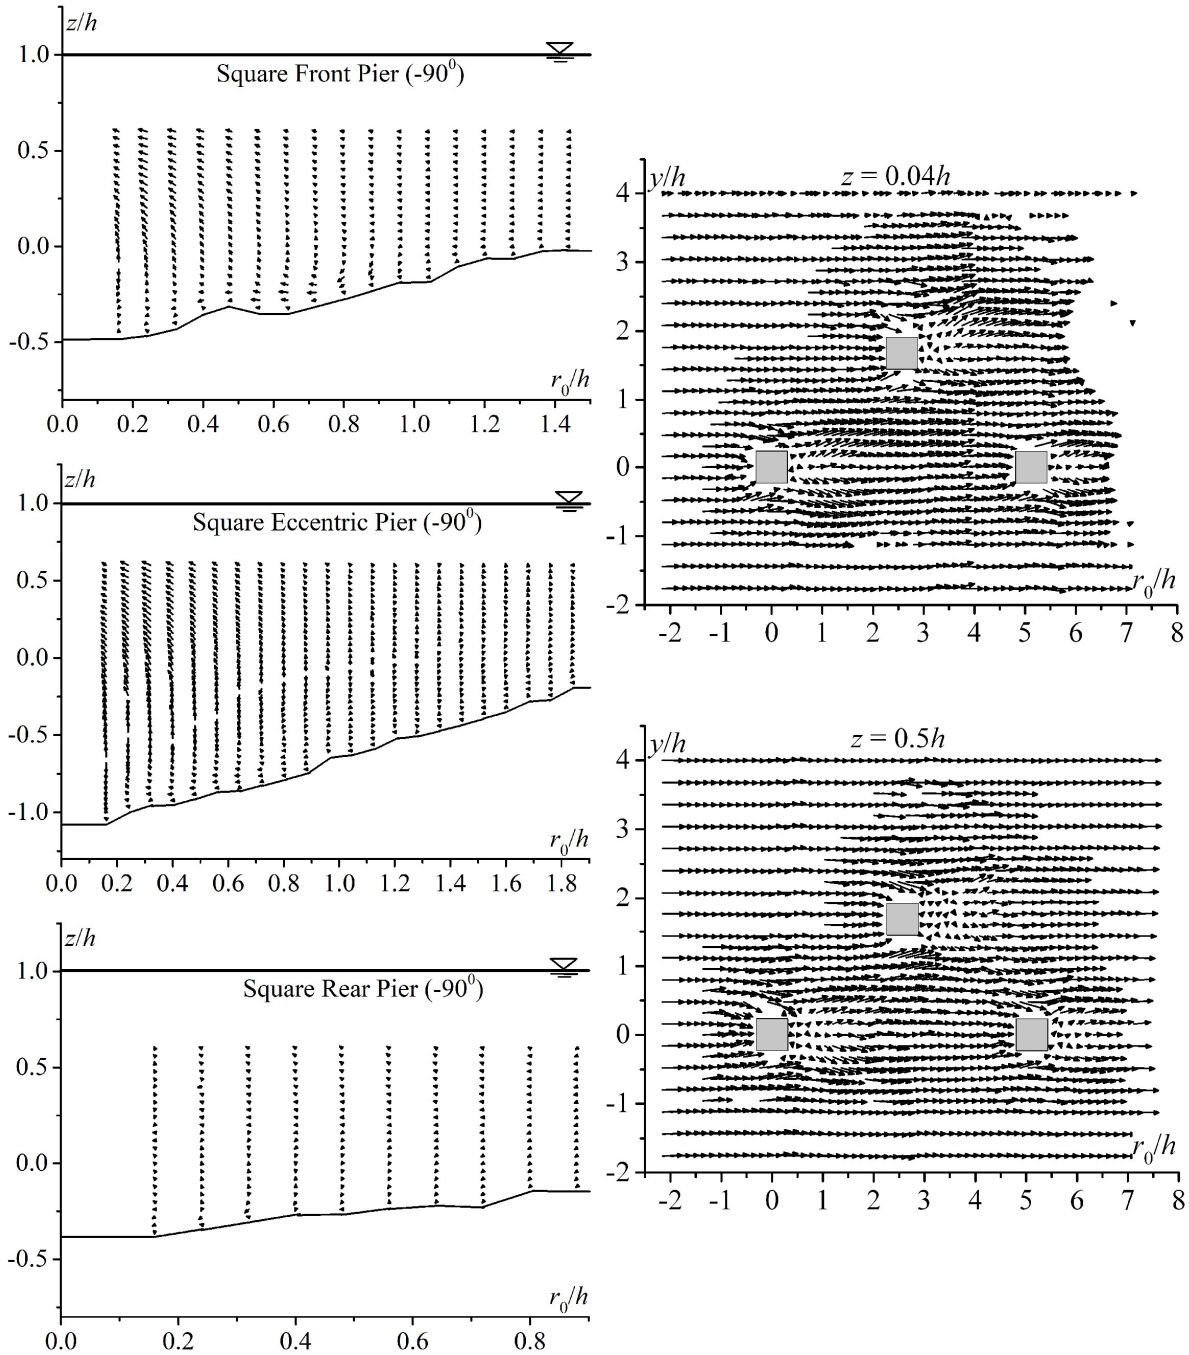 z/h
1.0
Square Front Pier (-90⁰)
0.5
0.0
-0.5
r₀/h
0.0 0.2 0.4 0.6 0.8 1.0 1.2 1.4
z/h
1.0
Square Eccentric Pier (-90⁰)
0.5
0.0
-0.5
-1.0
r₀/h
0.0 0.2 0.4 0.6 0.8 1.0 1.2 1.4 1.6 1.8
z/h
1.0
Square Rear Pier (-90⁰)
0.5
0.0
-0.5
r₀/h
0.0 0.2 0.4 0.6 0.8
y/h
z = 0.04h
4
3
2
1
0
-1
-2
r₀/h
-2 -1 0 1 2 3 4 5 6 7 8
y/h
z = 0.5h
4
3
2
1
0
-1
-2
r₀/h
-2 -1 0 1 2 3 4 5 6 7 8